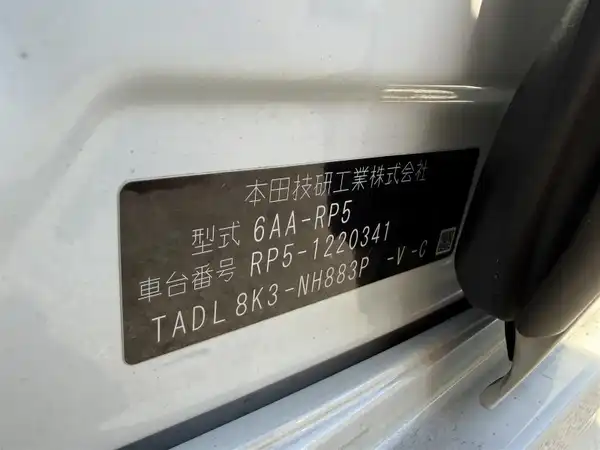 本田技研工業株式会社
型式 6AA-RP5
車台番号 RP5-1220341
TADL 8K3-NH883P -V-C